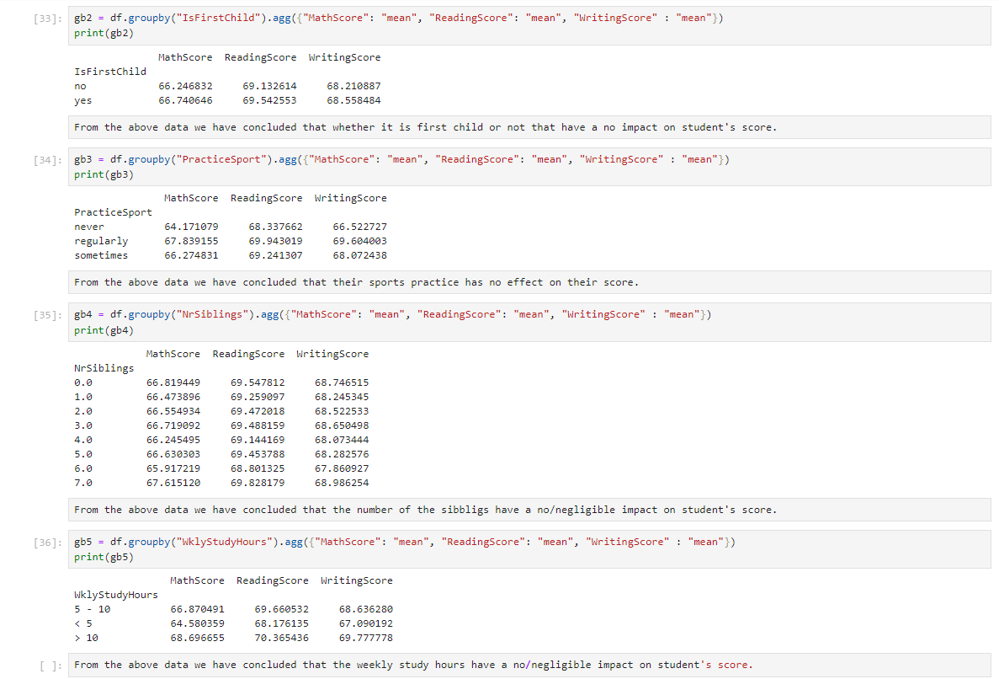 [33]: gb2 = df.groupby("IsFirstChild").agg({"MathScore": "mean", "ReadingScore": "mean", "WritingScore" : "mean"})
print(gb2)
MathScore ReadingScore WritingScore
IsFirstChild
no 66.246832 69.132614 68.210887
yes 66.740646 69.542553 68.558484
From the above data we have concluded that whether it is first child or not that have a no impact on student's score.
[34]: gb3 = df.groupby("PracticeSport").agg({"MathScore": "mean", "ReadingScore": "mean", "WritingScore" : "mean"})
print(gb3)
MathScore ReadingScore WritingScore
PracticeSport
never 64.171079 68.337662 66.522727
regularly 67.839155 69.943019 69.604003
sometimes 66.274831 69.241307 68.072438
From the above data we have concluded that their sports practice has no effect on their score.
[35]: gb4 = df.groupby("NrSiblings").agg({"MathScore": "mean", "ReadingScore": "mean", "WritingScore" : "mean"})
print(gb4)
MathScore ReadingScore WritingScore
NrSiblings
0.0 66.819449 69.547812 68.746515
1.0 66.473896 69.259097 68.245345
2.0 66.554934 69.472018 68.522533
3.0 66.719092 69.488159 68.650498
4.0 66.245495 69.144169 68.073444
5.0 66.630303 69.453788 68.282576
6.0 65.917219 68.801325 67.860927
7.0 67.615120 69.828179 68.986254
From the above data we have concluded that the number of the sibbligs have a no/negligible impact on student's score.
[36]: gb5 = df.groupby("WklyStudyHours").agg({"MathScore": "mean", "ReadingScore": "mean", "WritingScore" : "mean"})
print(gb5)
MathScore ReadingScore WritingScore
WklyStudyHours
5 - 10 66.870491 69.660532 68.636280
< 5 64.580359 68.176135 67.090192
> 10 68.696655 70.365436 69.777778
[ ]: From the above data we have concluded that the weekly study hours have a no/negligible impact on student's score.